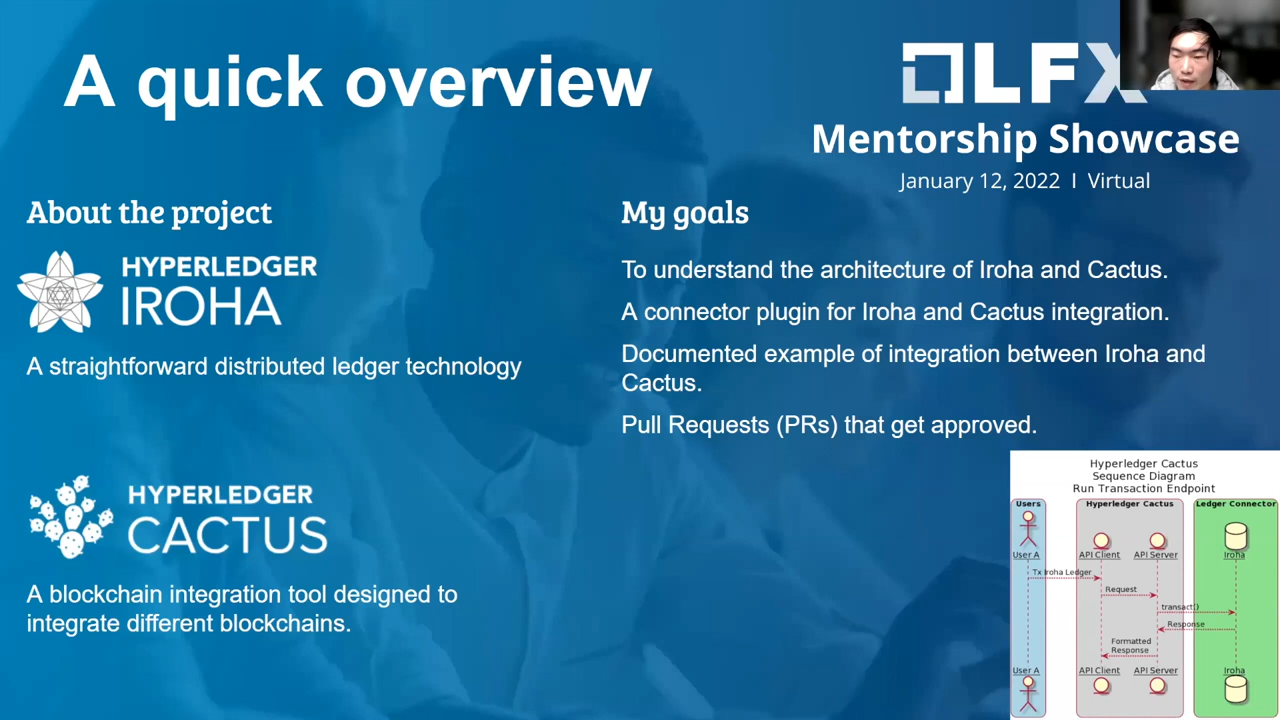 A quick overview
LFX
Mentorship Showcase
January 12, 2022 I Virtual
About the project
HYPERLEDGER
IROHA
A straightforward distributed ledger technology
HYPERLEDGER
CACTUS
A blockchain integration tool designed to
integrate different blockchains.
My goals
To understand the architecture of Iroha and Cactus.
A connector plugin for Iroha and Cactus integration.
Documented example of integration between Iroha and
Cactus.
Pull Requests (PRs) that get approved.
Hyperledger Cactus
Sequence Diagram
Run Transaction Endpoint
Users
Hyperledger Cactus
Ledger Connector
User A
API Client
API Server
Iroha
Tx Iroha Ledger
Request
transact()
Response
Formatted
Response
User A
API Client
API Server
Iroha